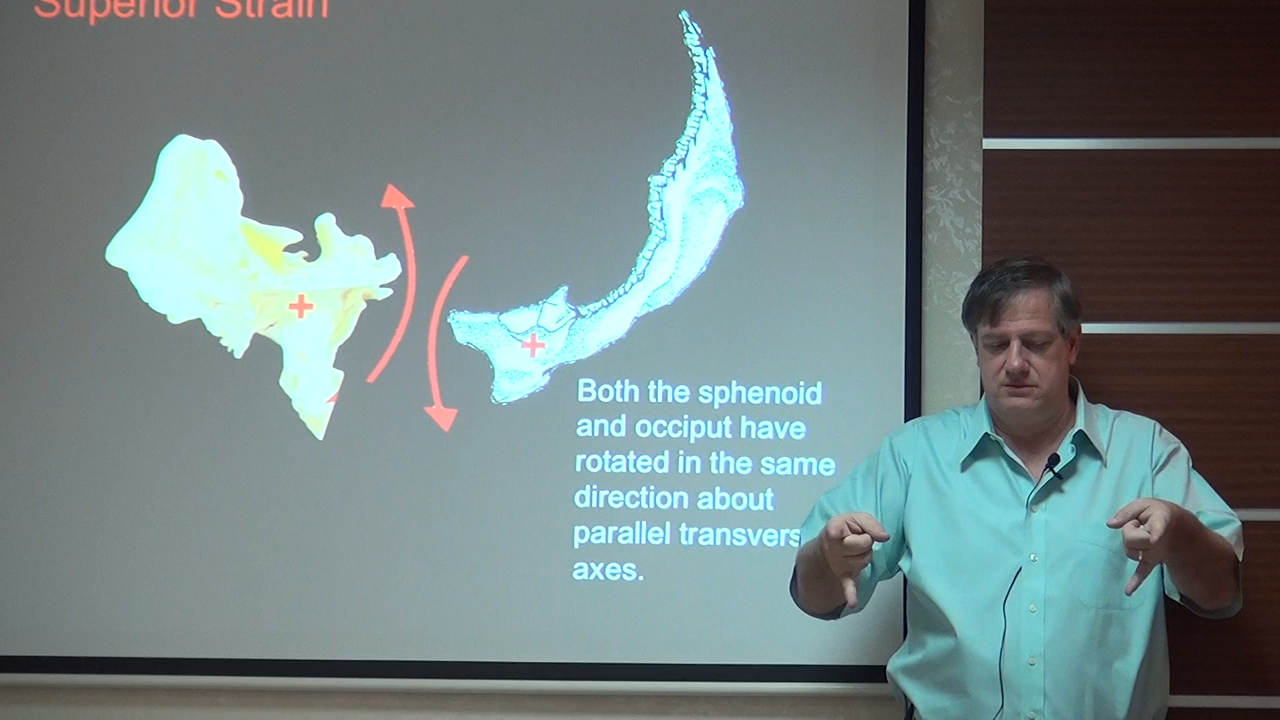 Superior Strain
Both the sphenoid
and occiput have
rotated in the same
direction about
parallel transvers
axes.